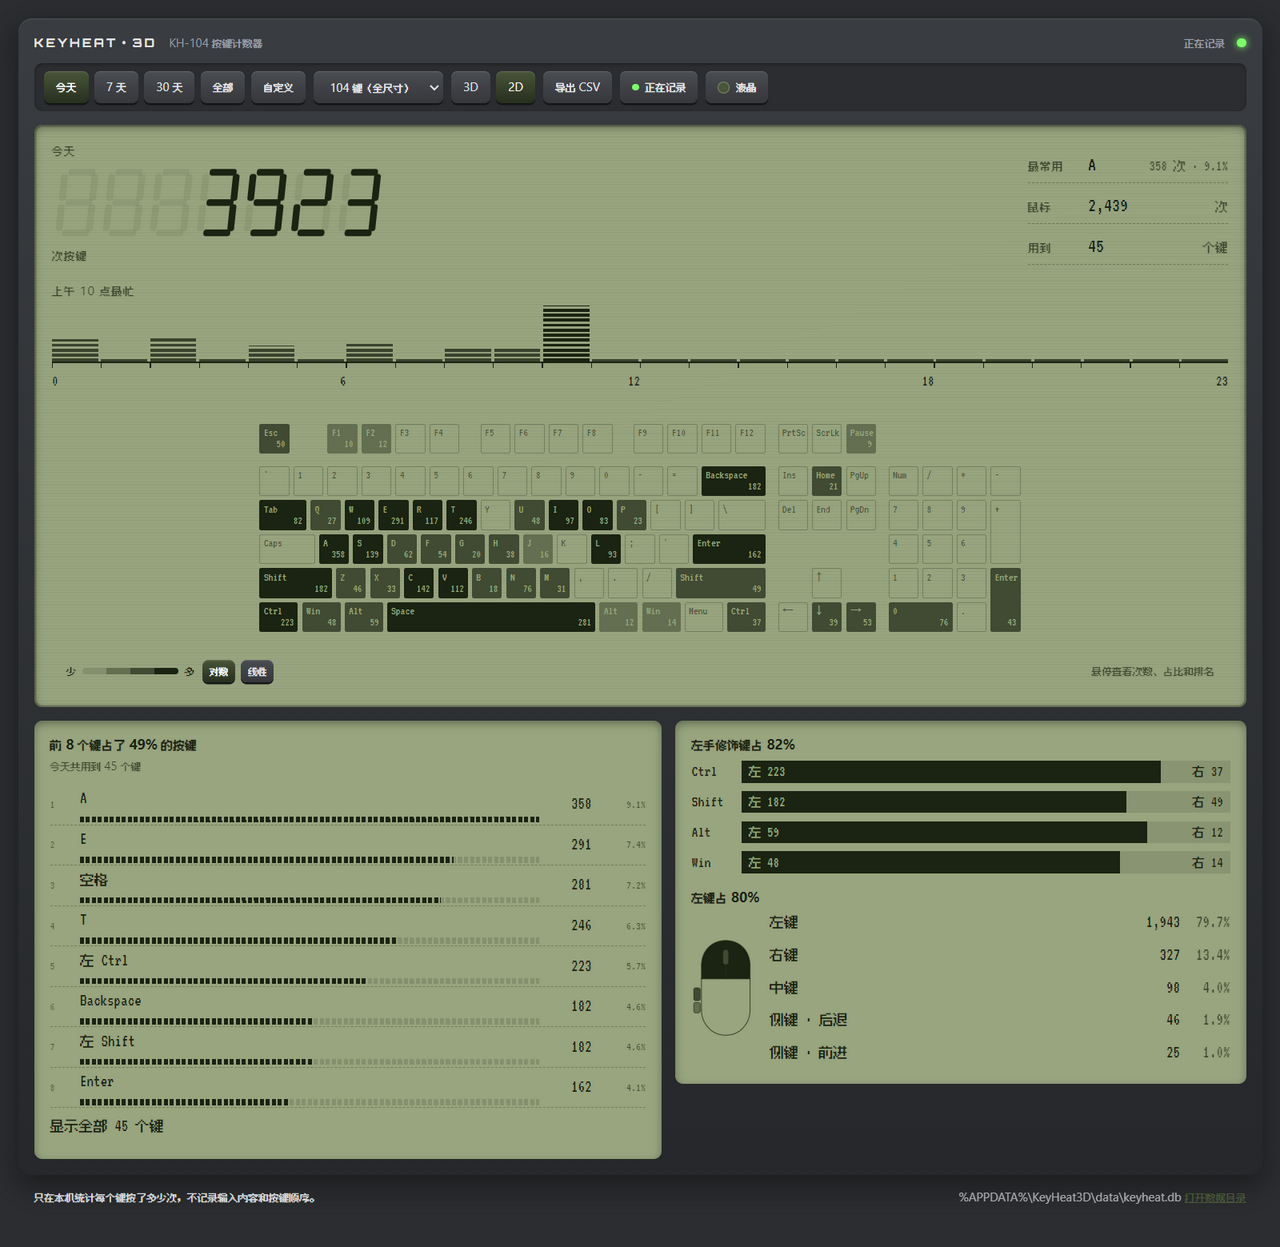 KEYHEAT • 3D KH-104 按键计数器 正在记录
今天 7 天 30 天 全部 自定义 104 键（全尺寸） 3D 2D 导出 CSV 正在记录 液晶
今天
3923
次按键
最常用 A 358 次 · 9.1%
鼠标 2,439 次
用到 45 个键
上午 10 点最忙
0 6 12 18 23
Esc 50 F1 10 F2 12 F3 F4 F5 F6 F7 F8 F9 F10 F11 F12 PrtSc ScrLk Pause 9
` 1 2 3 4 5 6 7 8 9 0 - = Backspace 182 Ins Home 21 PgUp Num / * -
Tab 82 Q 27 W 109 E 291 R 117 T 246 Y U 48 I 97 O 83 P 23 [ ] \ Del End PgDn 7 8 9 +
Caps A 358 S 139 D 62 F 54 G 20 H 38 J 16 K L 93 ; ' Enter 162 4 5 6
Shift 182 Z 46 X 33 C 142 V 112 B 18 N 76 M 31 , . / Shift 49 ↑ 1 2 3 Enter 43
Ctrl 223 Win 48 Alt 59 Space 281 Alt 12 Win 14 Menu Ctrl 37 ← ↓ 39 → 53 0 76 .
少 多 对数 线性 悬停查看次数、占比和排名
前 8 个键占了 49% 的按键
今天共用到 45 个键
1 A 358 9.1%
2 E 291 7.4%
3 空格 281 7.2%
4 T 246 6.3%
5 左 Ctrl 223 5.7%
6 Backspace 182 4.6%
7 左 Shift 182 4.6%
8 Enter 162 4.1%
显示全部 45 个键
左手修饰键占 82%
Ctrl 左 223 右 37
Shift 左 182 右 49
Alt 左 59 右 12
Win 左 48 右 14
左键占 80%
左键 1,943 79.7%
右键 327 13.4%
中键 98 4.0%
侧键 · 后退 46 1.9%
侧键 · 前进 25 1.0%
只在本机统计每个键按了多少次，不记录输入内容和按键顺序。
%APPDATA%\KeyHeat3D\data\keyheat.db 打开数据目录